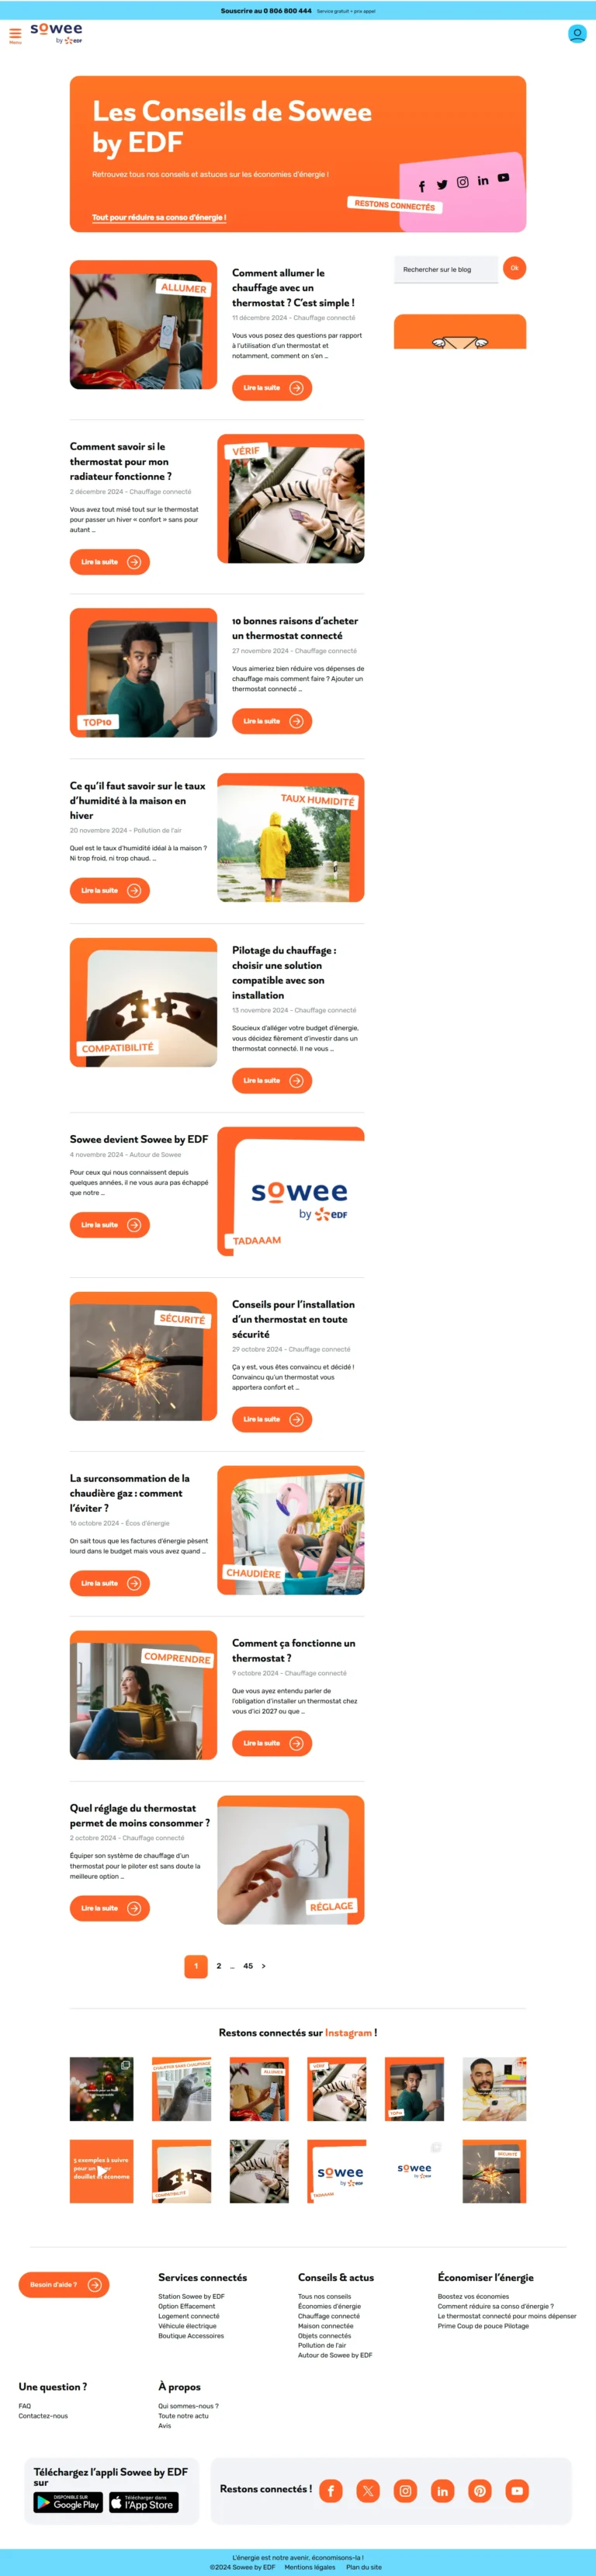 Souscrire au 0 806 800 444 Service gratuit + prix appel
Menu
sowee
by EDF
Les Conseils de Sowee
by EDF
Retrouvez tous nos conseils et astuces sur les économies d'énergie !
Tout pour réduire sa conso d'énergie !
RESTONS CONNECTÉS
Rechercher sur le blog
Ok
ALLUMER
Comment allumer le
chauffage avec un
thermostat ? C'est simple !
11 décembre 2024 - Chauffage connecté
Vous vous posez des questions par rapport
à l'utilisation d'un thermostat et
notamment, comment on s'en ...
Lire la suite
Comment savoir si le
thermostat pour mon
radiateur fonctionne ?
2 décembre 2024 - Chauffage connecté
Vous avez tout misé tout sur le thermostat
pour passer un hiver « confort » sans pour
autant ...
Lire la suite
VÉRIF
TOP10
10 bonnes raisons d'acheter
un thermostat connecté
27 novembre 2024 - Chauffage connecté
Vous aimeriez bien réduire vos dépenses de
chauffage mais comment faire ? Ajouter un
thermostat connecté ...
Lire la suite
Ce qu'il faut savoir sur le taux
d'humidité à la maison en
hiver
20 novembre 2024 - Pollution de l'air
Quel est le taux d'humidité idéal à la maison ?
Ni trop froid, ni trop chaud. ...
Lire la suite
TAUX HUMIDITÉ
COMPATIBILITÉ
Pilotage du chauffage :
choisir une solution
compatible avec son
installation
13 novembre 2024 - Chauffage connecté
Soucieux d'alléger votre budget d'énergie,
vous décidez fièrement d'investir dans un
thermostat connecté. Il ne vous ...
Lire la suite
Sowee devient Sowee by EDF
4 novembre 2024 - Autour de Sowee
Pour ceux qui nous connaissent depuis
quelques années, il ne vous aura pas échappé
que notre ...
Lire la suite
sowee
by EDF
TADAAAM
SÉCURITÉ
Conseils pour l'installation
d'un thermostat en toute
sécurité
29 octobre 2024 - Chauffage connecté
Ça y est, vous êtes convaincu et décidé !
Convaincu qu'un thermostat vous
apportera confort et ...
Lire la suite
La surconsommation de la
chaudière gaz : comment
l'éviter ?
16 octobre 2024 - Écos d'énergie
On sait tous que les factures d'énergie pèsent
lourd dans le budget mais vous avez quand ...
Lire la suite
CHAUDIÈRE
COMPRENDRE
Comment ça fonctionne un
thermostat ?
9 octobre 2024 - Chauffage connecté
Que vous ayez entendu parler de
l'obligation d'installer un thermostat chez
vous d'ici 2027 ou que ...
Lire la suite
Quel réglage du thermostat
permet de moins consommer ?
2 octobre 2024 - Chauffage connecté
Équiper son système de chauffage d'un
thermostat pour le piloter est sans doute la
meilleure option ...
Lire la suite
RÉGLAGE
1 2 ... 45 >
Restons connectés sur Instagram !
CHAUFFER SANS CHAUFFAGE
ALLUMER
VÉRIF
TOP10
5 exemples à suivre
pour un
douillet et économe
COMPATIBILITÉ
sowee
by EDF
TADAAAM
sowee
by EDF
SÉCURITÉ
Besoin d'aide ?
Services connectés
Station Sowee by EDF
Option Effacement
Logement connecté
Véhicule électrique
Boutique Accessoires
Conseils & actus
Tous nos conseils
Économies d'énergie
Chauffage connecté
Maison connectée
Objets connectés
Pollution de l'air
Autour de Sowee by EDF
Économiser l'énergie
Boostez vos économies
Comment réduire sa conso d'énergie ?
Le thermostat connecté pour moins dépenser
Prime Coup de pouce Pilotage
Une question ?
FAQ
Contactez-nous
À propos
Qui sommes-nous ?
Toute notre actu
Avis
Téléchargez l'appli Sowee by EDF
sur
DISPONIBLE SUR
Google Play
Télécharger dans
l'App Store
Restons connectés !
L'énergie est notre avenir, économisons-la !
©2024 Sowee by EDF Mentions légales Plan du site